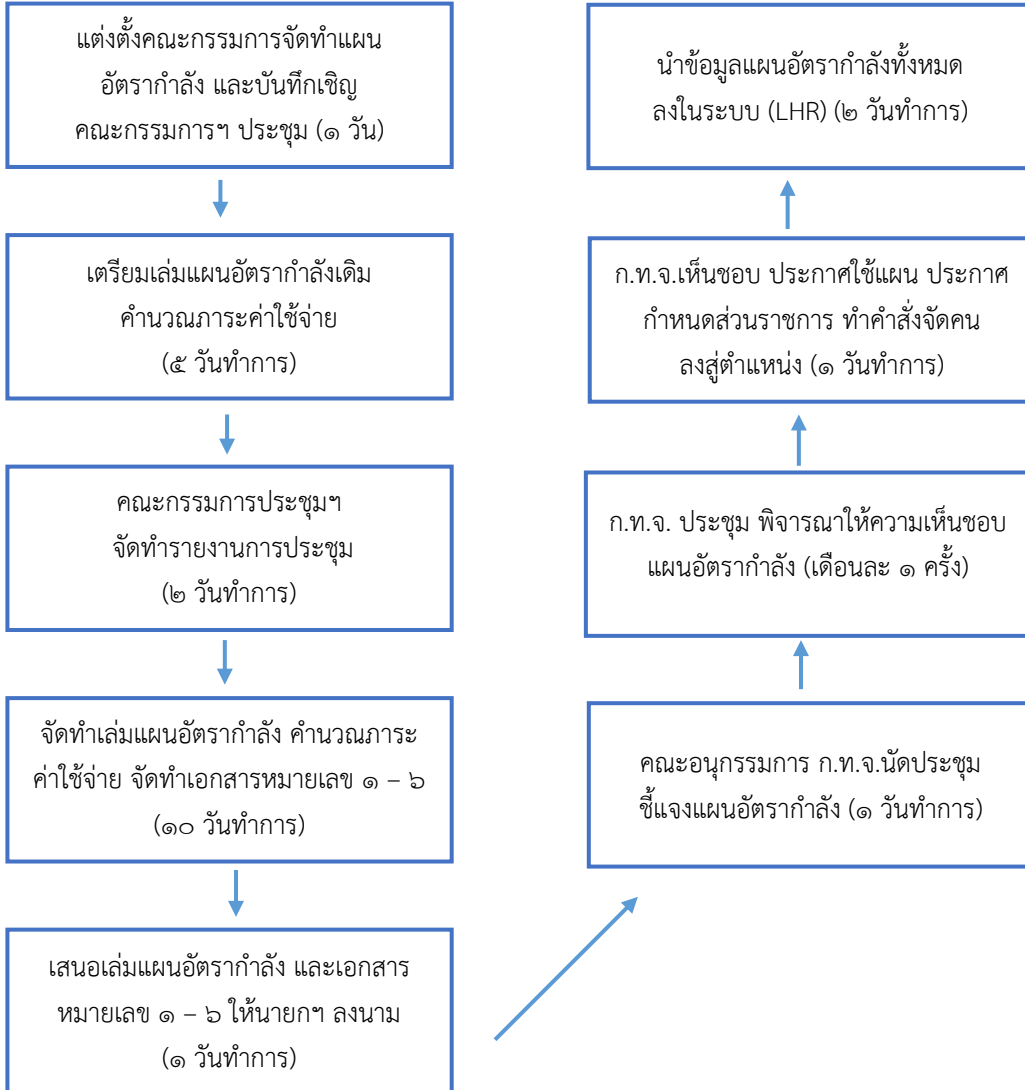 แต่งตั้งคณะกรรมการจัดทำแผน
อัตรากำลัง และบันทึกเชิญ
คณะกรรมการฯ ประชุม (๑ วัน)
เตรียมเล่มแผนอัตรากำลังเดิม
คำนวณภาระค่าใช้จ่าย
(๕ วันทำการ)
คณะกรรมการประชุมฯ
จัดทำรายงานการประชุม
(๒ วันทำการ)
จัดทำเล่มแผนอัตรากำลัง คำนวณภาระ
ค่าใช้จ่าย จัดทำเอกสารหมายเลข ๑ – ๖
(๑๐ วันทำการ)
เสนอเล่มแผนอัตรากำลัง และเอกสาร
หมายเลข ๑ – ๖ ให้นายกฯ ลงนาม
(๑ วันทำการ)
คณะอนุกรรมการ ก.ท.จ.นัดประชุม
ชี้แจงแผนอัตรากำลัง (๑ วันทำการ)
ก.ท.จ. ประชุม พิจารณาให้ความเห็นชอบ
แผนอัตรากำลัง (เดือนละ ๑ ครั้ง)
ก.ท.จ.เห็นชอบ ประกาศใช้แผน ประกาศ
กำหนดส่วนราชการ ทำคำสั่งจัดคน
ลงสู่ตำแหน่ง (๑ วันทำการ)
นำข้อมูลแผนอัตรากำลังทั้งหมด
ลงในระบบ (LHR) (๒ วันทำการ)